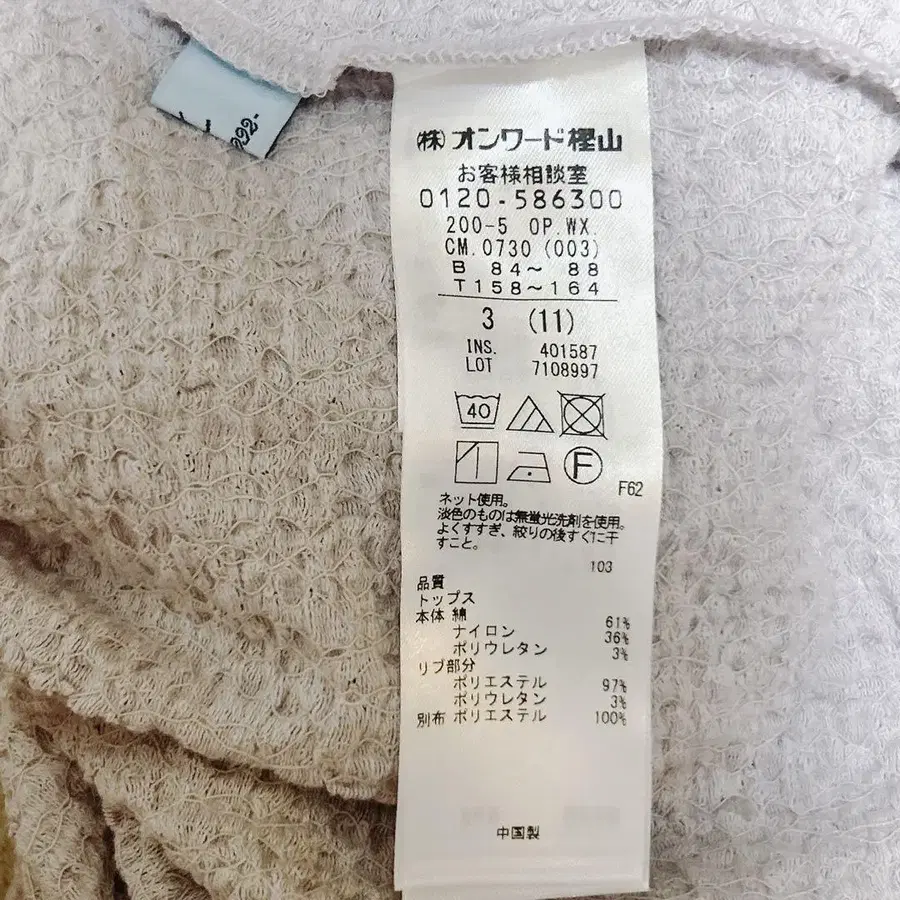 292-
(株)オンワード樫山
お客様相談室
0120-586300
200-5 OP.WX.
CM.0730 (003)
B 84〜 88
T158〜164
3 (11)
INS. 401587
LOT 7108997
40
F
F62
ネット使用。
淡色のものは無蛍光洗剤を使用。
よくすすぎ、絞りの後すぐに干
すこと。
103
品質
トップス
本体 綿 61%
ナイロン 36%
ポリウレタン 3%
リブ部分
ポリエステル 97%
ポリウレタン 3%
別布 ポリエステル 100%
中国製